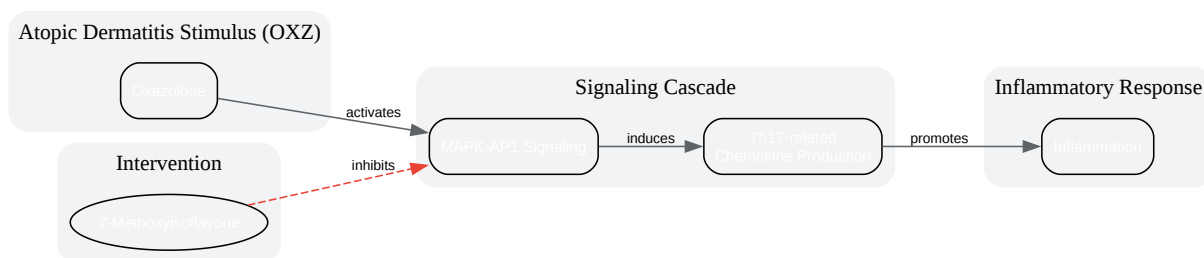 Atopic Dermatitis Stimulus (OXZ)
Oxazolone
activates
Intervention
7-Methoxyisoflavone
inhibits
Signaling Cascade
MAPK-AP1 Signaling
induces
Th17-related
Chemokine Production
promotes
Inflammatory Response
Inflammation